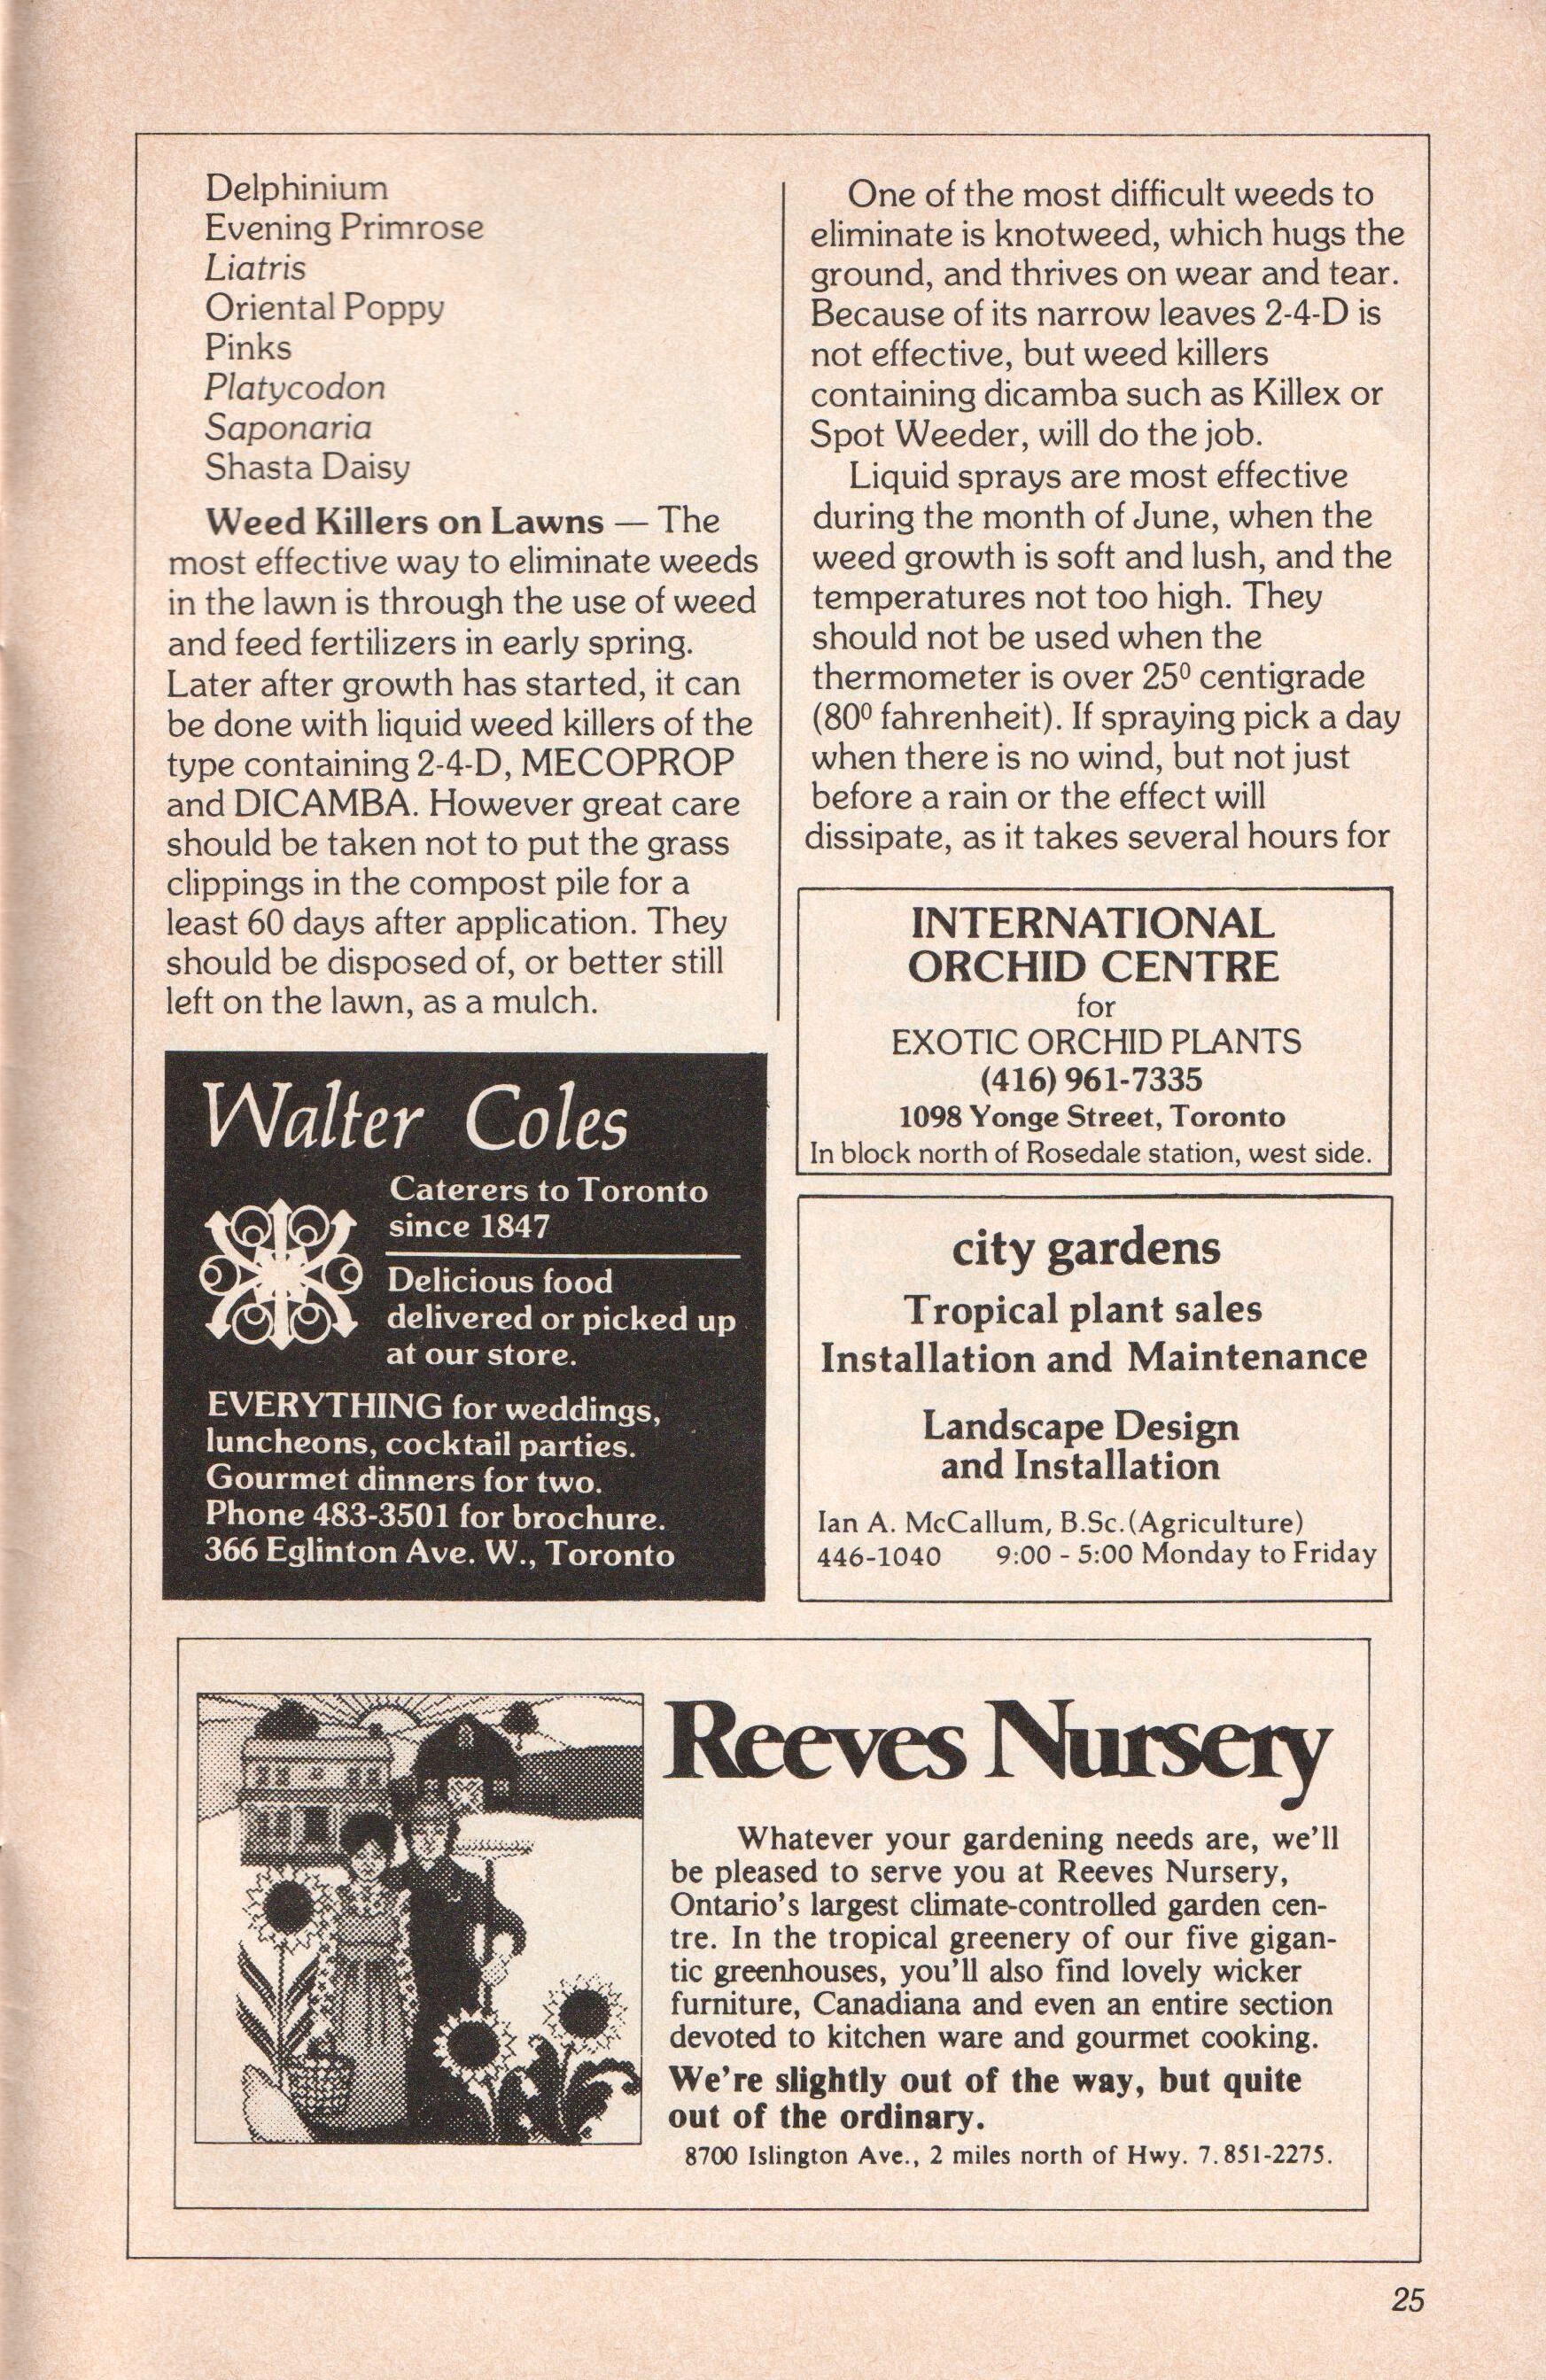 Delphinium
Evening Primrose
Liatris
Oriental Poppy
Pinks
Platycodon
Saponaria
Shasta Daisy
Weed Killers on Lawns — The
most effective way to eliminate weeds
in the lawn is through the use of weed
and feed fertilizers in early spring.
Later after growth has started, it can
be done with liquid weed killers of the
type containing 2-4-D, MECOPROP
and DICAMBA. However great care
should be taken not to put the grass
clippings in the compost pile for a
least 60 days after application. They
should be disposed of, or better still
left on the lawn, as a mulch.
One of the most difficult weeds to
eliminate is knotweed, which hugs the
ground, and thrives on wear and tear.
Because of its narrow leaves 2-4-D is
not effective, but weed killers
containing dicamba such as Killex or
Spot Weeder, will do the job.
Liquid sprays are most effective
during the month of June, when the
weed growth is soft and lush, and the
temperatures not too high. They
should not be used when the
thermometer is over 25⁰ centigrade
(80⁰ fahrenheit). If spraying pick a day
when there is no wind, but not just
before a rain or the effect will
dissipate, as it takes several hours for
Walter Coles
Caterers to Toronto
since 1847
Delicious food
delivered or picked up
at our store.
EVERYTHING for weddings,
luncheons, cocktail parties.
Gourmet dinners for two.
Phone 483-3501 for brochure.
366 Eglinton Ave. W., Toronto
INTERNATIONAL
ORCHID CENTRE
for
EXOTIC ORCHID PLANTS
(416) 961-7335
1098 Yonge Street, Toronto
In block north of Rosedale station, west side.
city gardens
Tropical plant sales
Installation and Maintenance
Landscape Design
and Installation
Ian A. McCallum, B.Sc.(Agriculture)
446-1040 9:00 - 5:00 Monday to Friday
Reeves Nursery
Whatever your gardening needs are, we'll
be pleased to serve you at Reeves Nursery,
Ontario's largest climate-controlled garden cen-
tre. In the tropical greenery of our five gigan-
tic greenhouses, you'll also find lovely wicker
furniture, Canadiana and even an entire section
devoted to kitchen ware and gourmet cooking.
We're slightly out of the way, but quite
out of the ordinary.
8700 Islington Ave., 2 miles north of Hwy. 7. 851-2275.
25